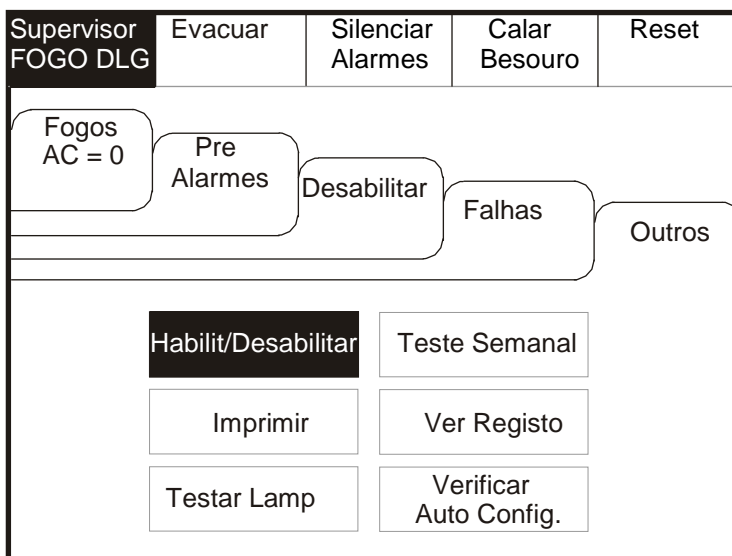 Supervisor
FOGO DLG
Evacuar
Silenciar
Alarmes
Calar
Besouro
Reset
Fogos
AC = 0
Pre
Alarmes
Desabilitar
Falhas
Outros
Habilit/Desabilitar
Teste Semanal
Imprimir
Ver Registo
Testar Lamp
Verificar
Auto Config.